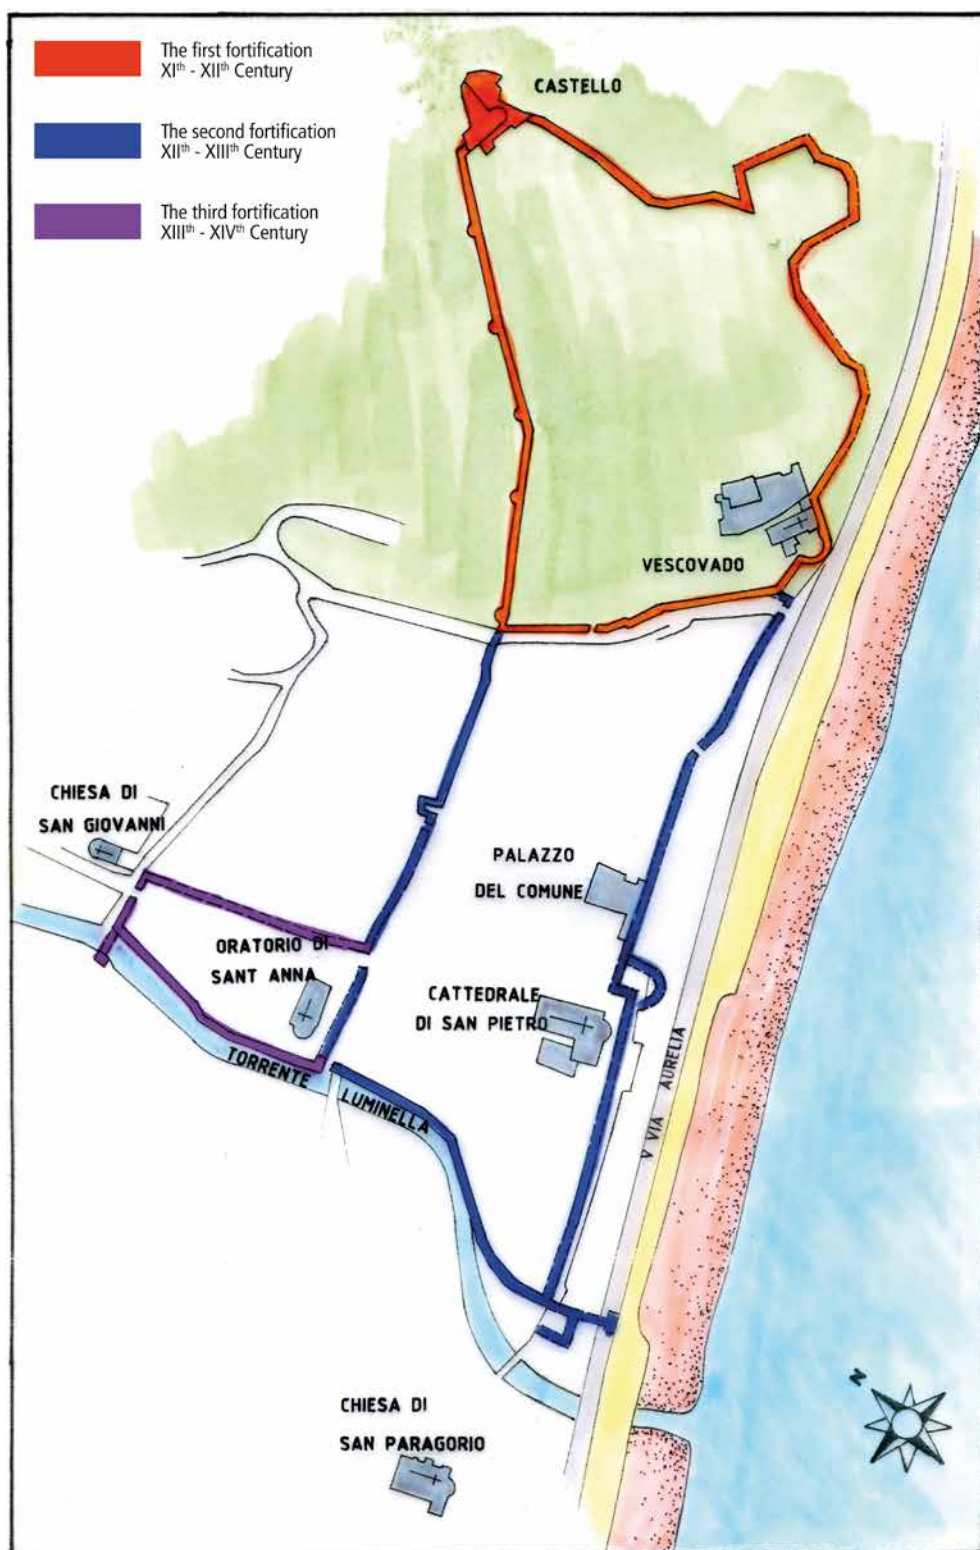 The first fortification
XIth - XIIth Century
The second fortification
XIIth - XIIIth Century
The third fortification
XIIIth - XIVth Century
CASTELLO
VESCOVADO
CHIESA DI
SAN GIOVANNI
PALAZZO
DEL COMUNE
ORATORIO DI
SANT ANNA
CATTEDRALE
DI SAN PIETRO
TORRENTE
LUMINELLA
V VIA AURELIA
CHIESA DI
SAN PARAGORIO
N